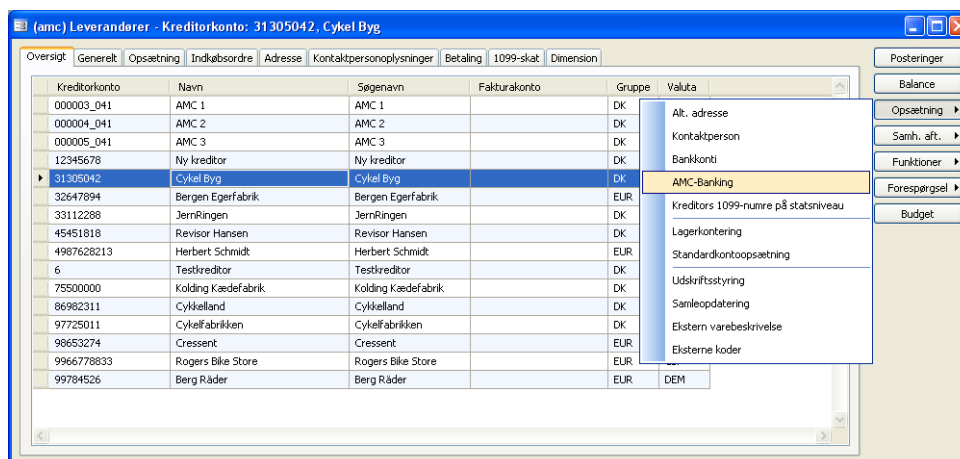 (amc) Leverandører - Kreditorkonto: 31305042, Cykel Byg
Oversigt Generelt Opsætning Indkøbsordre Adresse Kontaktpersonoplysninger Betaling 1099-skat Dimension
Kreditorkonto Navn Søgenavn Fakturakonto Gruppe Valuta
000003_041 AMC 1 AMC 1 DK
000004_041 AMC 2 AMC 2 DK
000005_041 AMC 3 AMC 3 DK
12345678 Ny kreditor Ny kreditor DK
31305042 Cykel Byg Cykel Byg DK
32647894 Bergen Egerfabrik Bergen Egerfabrik EUR
33112288 JernRingen JernRingen DK
45451818 Revisor Hansen Revisor Hansen DK
4987628213 Herbert Schmidt Herbert Schmidt EUR
6 Testkreditor Testkreditor DK
75500000 Kolding Kædefabrik Kolding Kædefabrik DK
86982311 Cykkelland Cykkelland DK
97725011 Cykelfabrikken Cykelfabrikken DK
98653274 Cressent Cressent EUR
9966778833 Rogers Bike Store Rogers Bike Store EUR
99784526 Berg Räder Berg Räder EUR DEM
Alt. adresse
Kontaktperson
Bankkonti
AMC-Banking
Kreditors 1099-numre på statsniveau
Lagerkontering
Standardkontoopsætning
Udskriftsstyring
Samleopdatering
Ekstern varebeskrivelse
Eksterne koder
Posteringer
Balance
Opsætning
Samh. aft.
Funktioner
Forespørgsel
Budget